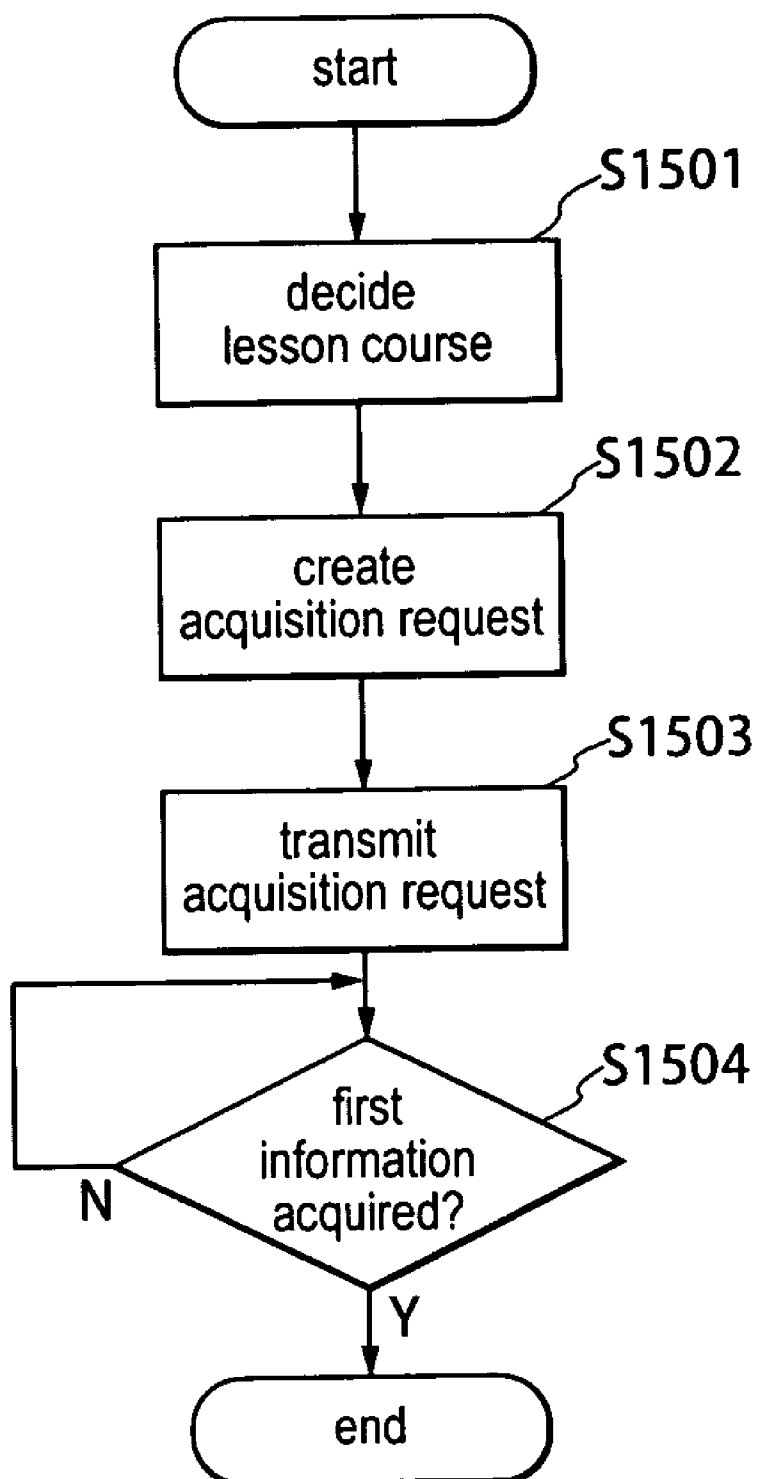 start
S1501
decide
lesson course
S1502
create
acquisition request
S1503
transmit
acquisition request
S1504
first
information
acquired?
N
Y
end